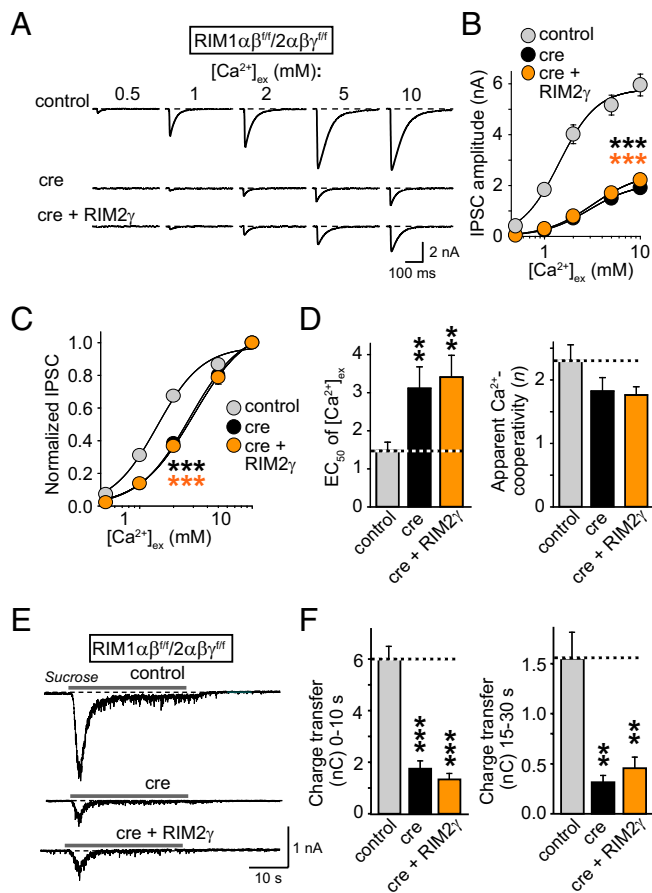 A
RIM1αβf/f/2αβγf/f
[Ca2+]ex (mM):
control 0.5 1 2 5 10
cre
cre + RIM2γ
2 nA
100 ms
B
control
cre
cre +
RIM2γ
IPSC amplitude (nA)
6
4
2
0
***
***
1 10
[Ca2+]ex (mM)
C
Normalized IPSC
1.0
0.8
0.6
0.4
0.2
0
control
cre
cre +
RIM2γ
***
***
1 10
[Ca2+]ex (mM)
D
EC50 of [Ca2+]ex
4
3
2
1
0
**
**
control
cre
cre + RIM2γ
Apparent Ca2+-
cooperativity (n)
2
1
0
control
cre
cre + RIM2γ
E
RIM1αβf/f/2αβγf/f
Sucrose control
cre
cre + RIM2γ
1 nA
10 s
F
Charge transfer
(nC) 0-10 s
6
4
2
0
***
***
control
cre
cre + RIM2γ
Charge transfer
(nC) 15-30 s
1.5
1.0
0.5
0
**
**
control
cre
cre + RIM2γ